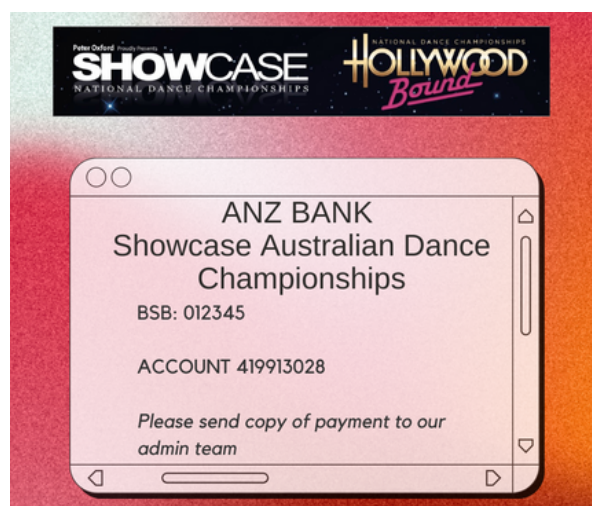 Peter Oxford Proudly Presents
SHOWCASE
NATIONAL DANCE CHAMPIONSHIPS
NATIONAL DANCE CHAMPIONSHIPS
HOLLYWOOD
Bound
ANZ BANK
Showcase Australian Dance
Championships
BSB: 012345
ACCOUNT 419913028
Please send copy of payment to our
admin team